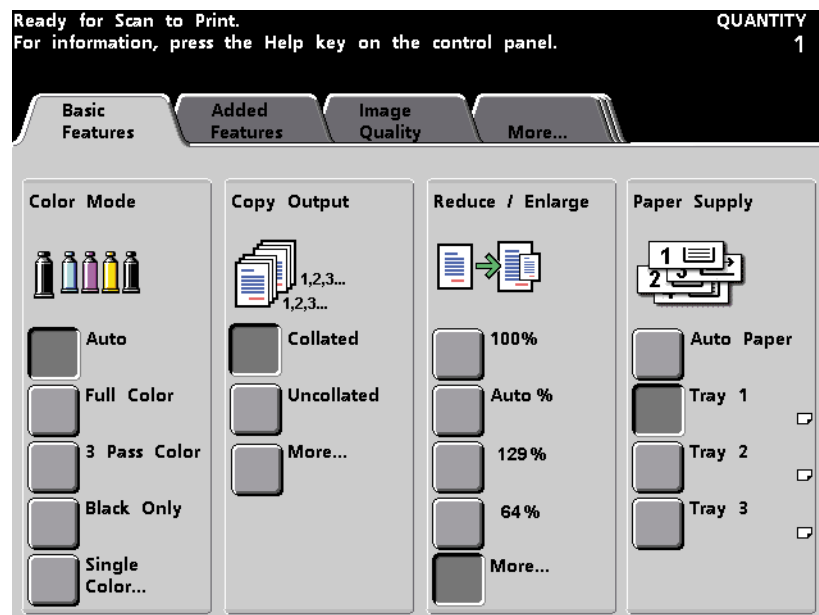 Ready for Scan to Print.
For information, press the Help key on the control panel.
QUANTITY
1
Basic
Features
Added
Features
Image
Quality
More...
Color Mode
Auto
Full Color
3 Pass Color
Black Only
Single
Color...
Copy Output
1,2,3...
1,2,3...
Collated
Uncollated
More...
Reduce / Enlarge
100%
Auto %
129%
64%
More...
Paper Supply
1
2
3
Auto Paper
Tray 1
Tray 2
Tray 3